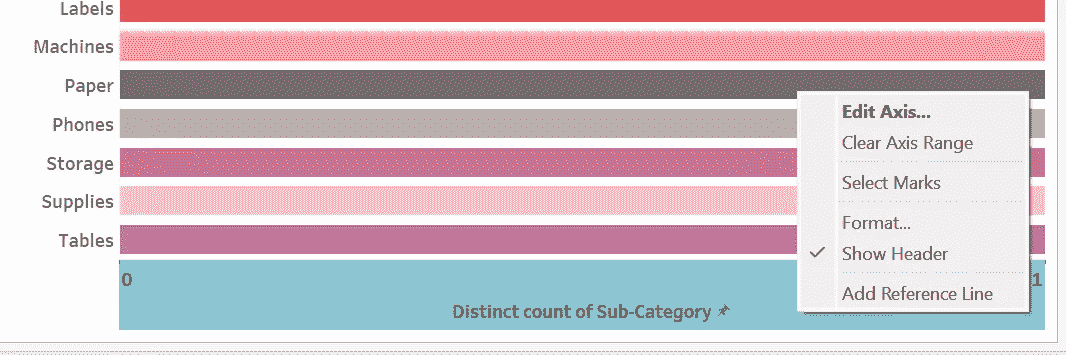 Labels
Machines
Paper
Phones
Storage
Supplies
Tables
0
1
Distinct count of Sub-Category
Edit Axis...
Clear Axis Range
Select Marks
Format...
Show Header
Add Reference Line